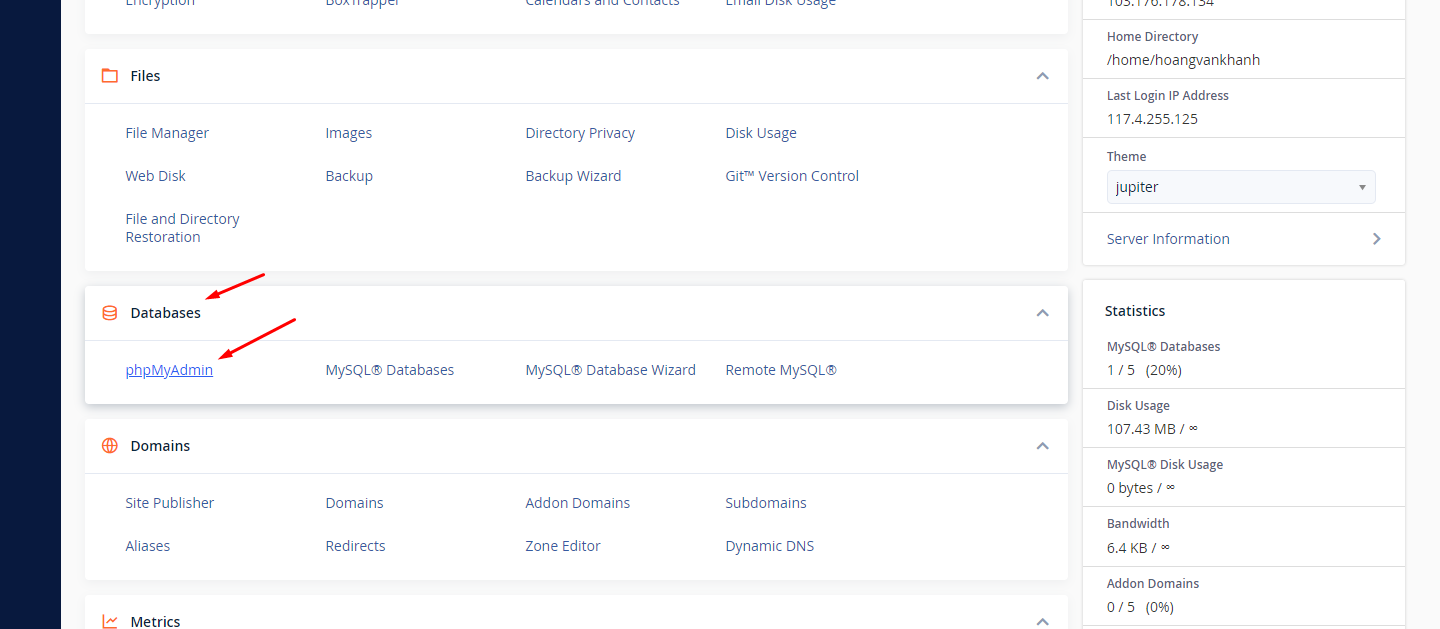 Encryption
BoxTrapper
Calendars and Contacts
Email Disk Usage
Files
File Manager
Images
Directory Privacy
Disk Usage
Web Disk
Backup
Backup Wizard
Git™ Version Control
File and Directory
Restoration
Databases
phpMyAdmin
MySQL® Databases
MySQL® Database Wizard
Remote MySQL®
Domains
Site Publisher
Domains
Addon Domains
Subdomains
Aliases
Redirects
Zone Editor
Dynamic DNS
Metrics
103.176.178.134
Home Directory
/home/hoangvankhanh
Last Login IP Address
117.4.255.125
Theme
jupiter
Server Information
Statistics
MySQL® Databases
1 / 5 (20%)
Disk Usage
107.43 MB / ∞
MySQL® Disk Usage
0 bytes / ∞
Bandwidth
6.4 KB / ∞
Addon Domains
0 / 5 (0%)